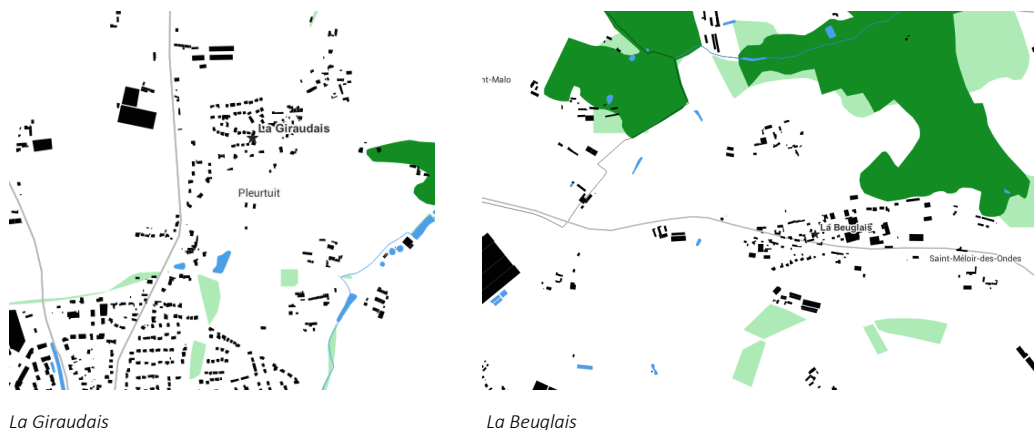 La Giraudais
Pleurtuit
nt-Malo
La Beuglais
Saint-Méloir-des-Ondes
La Giraudais
La Beuglais